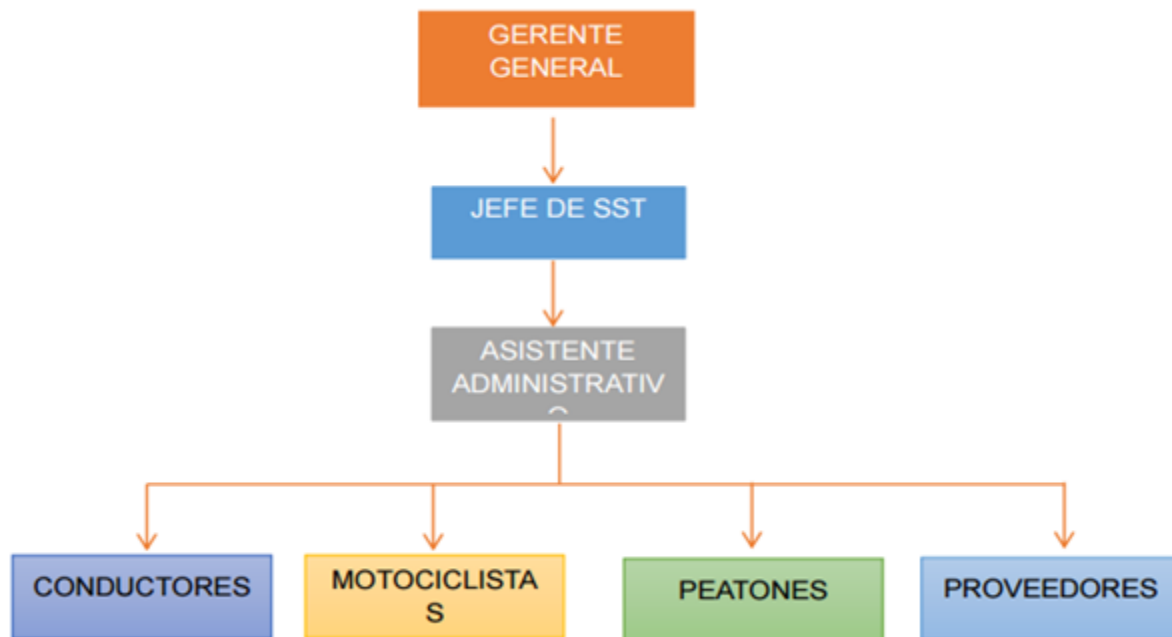 GERENTE
GENERAL
JEFE DE SST
ASISTENTE
ADMINISTRATIV
CONDUCTORES
MOTOCICLISTA
S
PEATONES
PROVEEDORES